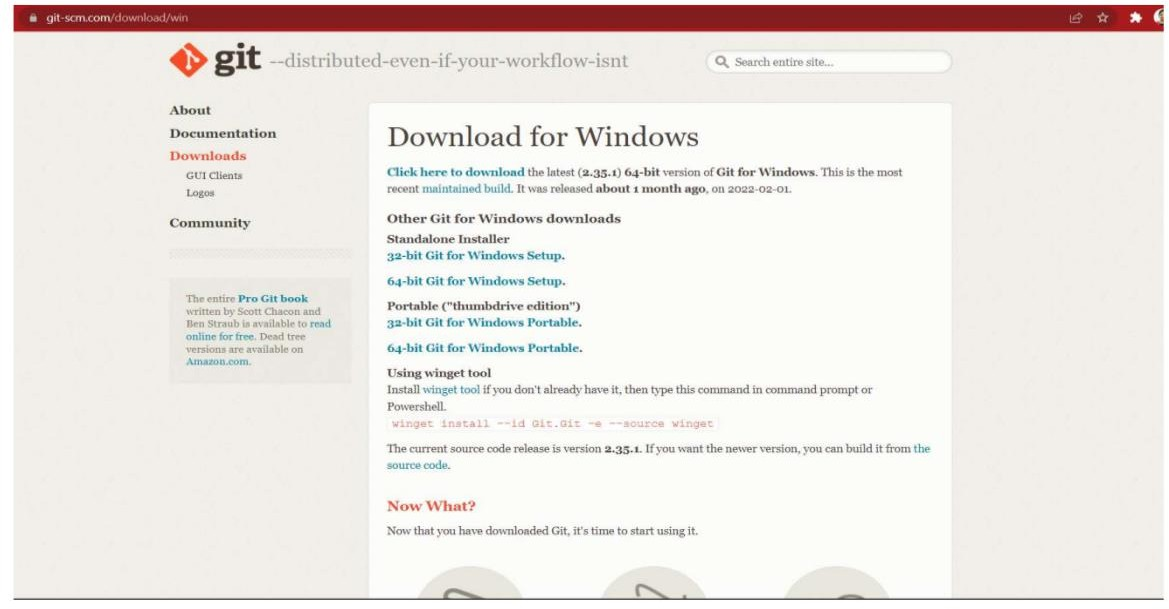 git-scm.com/download/win
git --distributed-even-if-your-workflow-isnt
Search entire site...
About
Documentation
Downloads
GUI Clients
Logos
Community
The entire Pro Git book
written by Scott Chacon and
Ben Straub is available to read
online for free. Dead tree
versions are available on
Amazon.com.
Download for Windows
Click here to download the latest (2.35.1) 64-bit version of Git for Windows. This is the most
recent maintained build. It was released about 1 month ago, on 2022-02-01.
Other Git for Windows downloads
Standalone Installer
32-bit Git for Windows Setup.
64-bit Git for Windows Setup.
Portable ("thumbdrive edition")
32-bit Git for Windows Portable.
64-bit Git for Windows Portable.
Using winget tool
Install winget tool if you don't already have it, then type this command in command prompt or
Powershell.
winget install --id Git.Git -e --source winget
The current source code release is version 2.35.1. If you want the newer version, you can build it from the
source code.
Now What?
Now that you have downloaded Git, it's time to start using it.